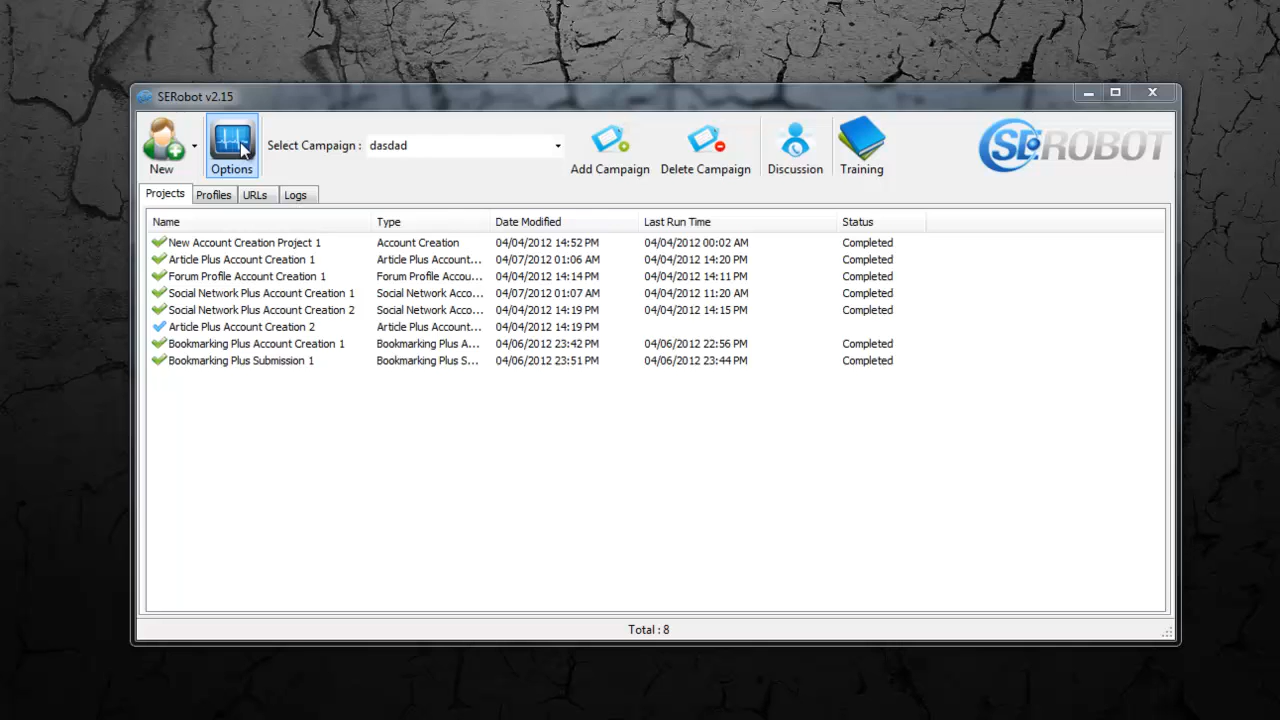 SERobot v2.15
New
Options
Select Campaign :
dasdad
Add Campaign
Delete Campaign
Discussion
Training
SEROBOT
Projects
Profiles
URLs
Logs
Name Type Date Modified Last Run Time Status
New Account Creation Project 1 Account Creation 04/04/2012 14:52 PM 04/04/2012 00:02 AM Completed
Article Plus Account Creation 1 Article Plus Account... 04/07/2012 01:06 AM 04/04/2012 14:20 PM Completed
Forum Profile Account Creation 1 Forum Profile Accou... 04/04/2012 14:14 PM 04/04/2012 14:11 PM Completed
Social Network Plus Account Creation 1 Social Network Acco... 04/07/2012 01:07 AM 04/04/2012 11:20 AM Completed
Social Network Plus Account Creation 2 Social Network Acco... 04/04/2012 14:19 PM 04/04/2012 14:15 PM Completed
Article Plus Account Creation 2 Article Plus Account... 04/04/2012 14:19 PM
Bookmarking Plus Account Creation 1 Bookmarking Plus A... 04/06/2012 23:42 PM 04/06/2012 22:56 PM Completed
Bookmarking Plus Submission 1 Bookmarking Plus S... 04/06/2012 23:51 PM 04/06/2012 23:44 PM Completed
Total : 8